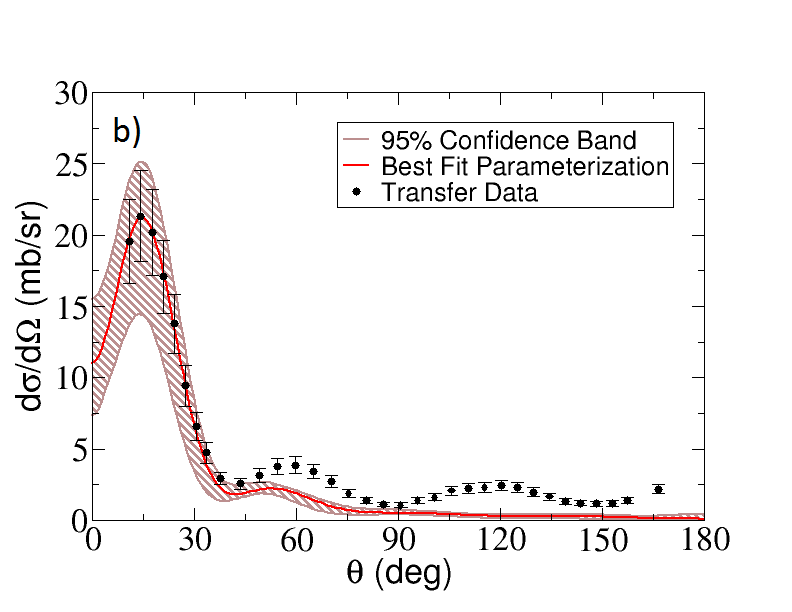 30
b)
95% Confidence Band
25
Best Fit Parameterization
Transfer Data
20
dσ/dΩ (mb/sr)
15
10
5
0
0 30 60 90 120 150 180
θ (deg)